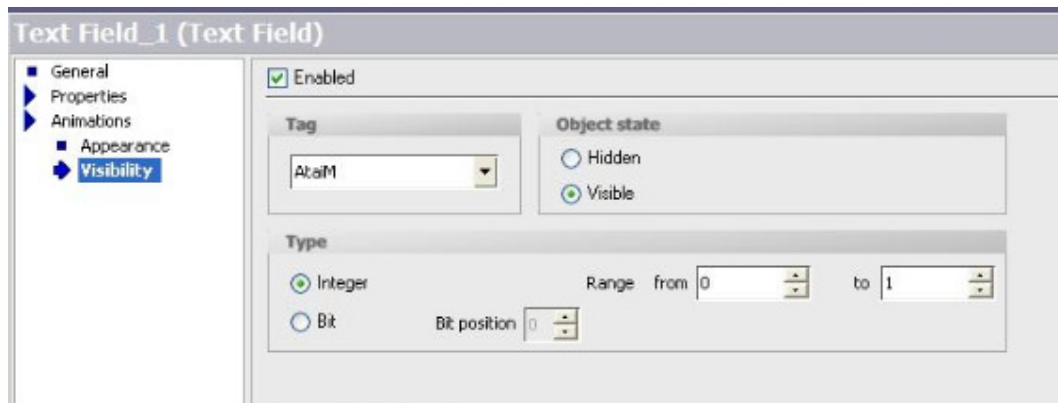 Text Field_1 (Text Field)
General
Properties
Animations
Appearance
Visibility
Enabled
Tag
AtaiM
Object state
Hidden
Visible
Type
Integer
Range from 0 to 1
Bit
Bit position 0